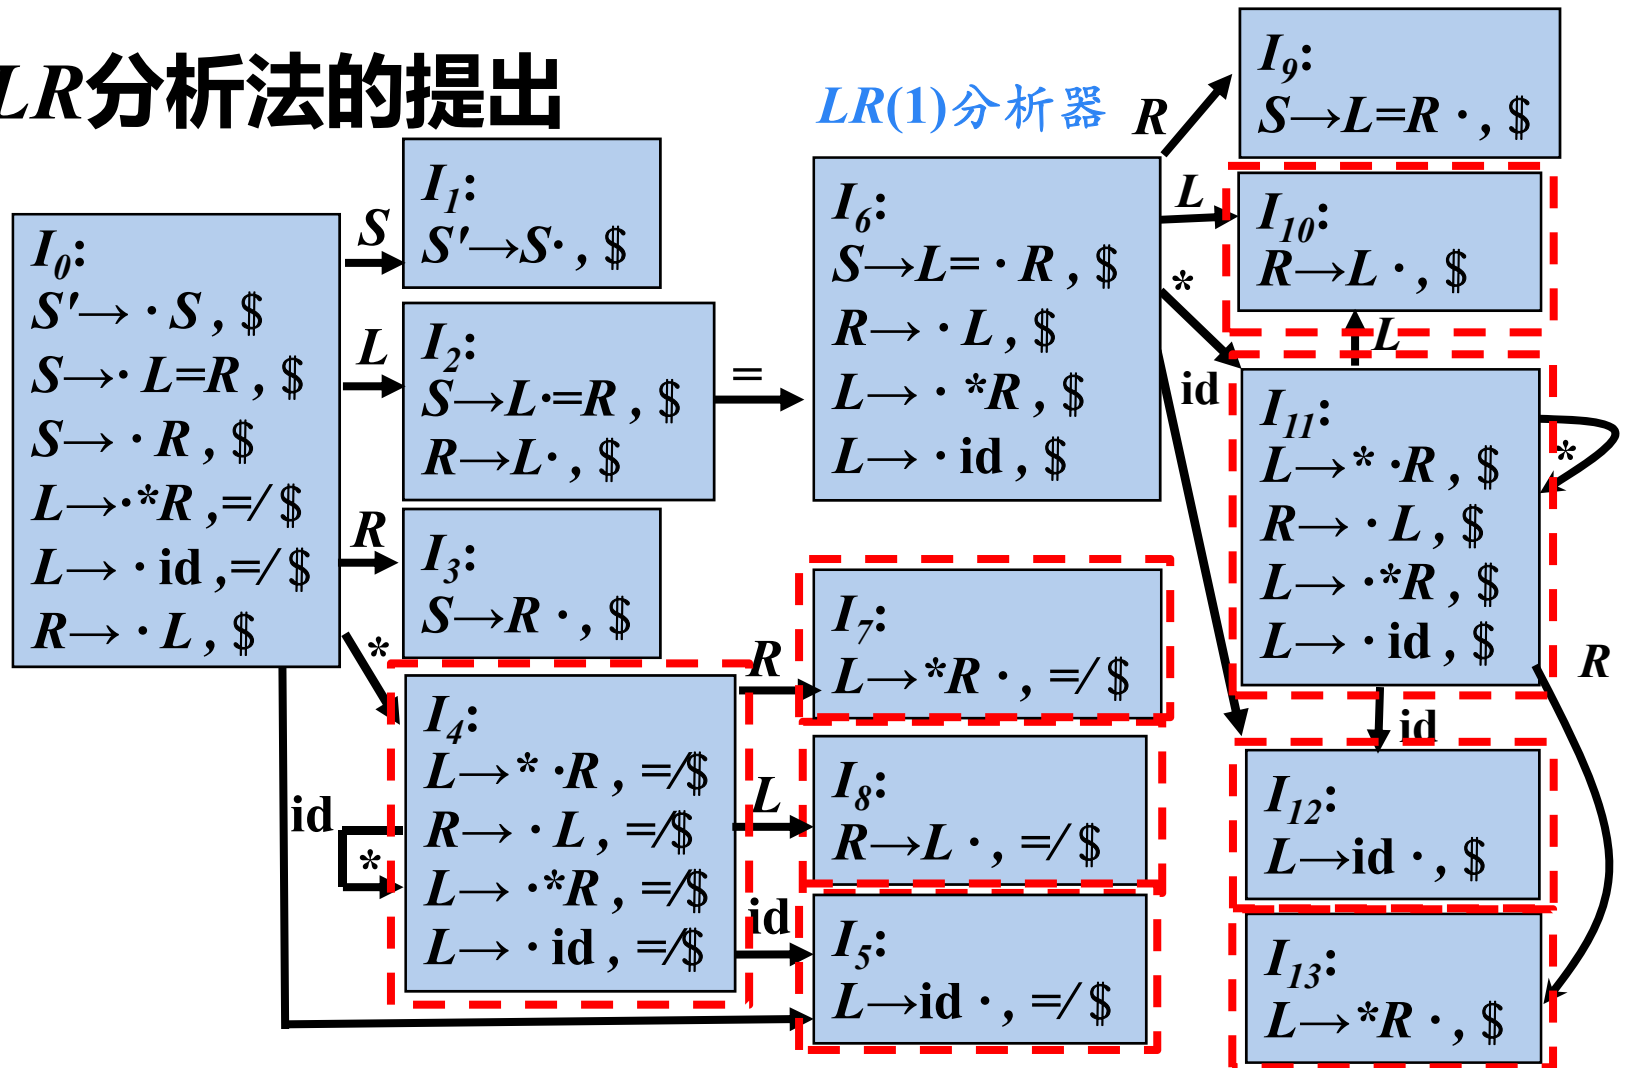 LR分析法的提出
LR(1)分析器
I0:
S'→ · S , $
S→· L=R , $
S→ · R , $
L→·*R ,=/ $
L→ · id ,=/ $
R→ · L , $
S
I1:
S'→S· , $
L
I2:
S→L·=R , $
R→L· , $
=
R
I3:
S→R · , $
*
I4:
L→* ·R , =/$
R→ · L , =/$
L→ ·*R , =/$
L→ · id , =/$
id
*
I6:
S→L= · R , $
R→ · L , $
L→ · *R , $
L→ · id , $
R
I7:
L→*R · , =/ $
L
I8:
R→L · , =/ $
id
I5:
L→id · , =/ $
R
I9:
S→L=R · , $
L
I10:
R→L · , $
*
id
L
I11:
L→* ·R , $
R→ · L , $
L→ ·*R , $
L→ · id , $
*
R
id
I12:
L→id · , $
I13:
L→*R · , $